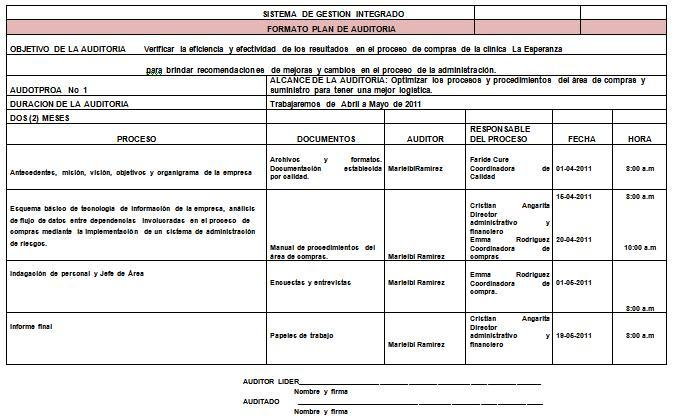 SISTEMA DE GESTION INTEGRADO
FORMATO PLAN DE AUDITORIA
OBJETIVO DE LA AUDITORIA Verificar la eficiencia y efectividad de los resultados en el proceso de compras de la clínica La Esperanza
para brindar recomendaciones de mejoras y cambios en el proceso de la administración.
AUDOTPROA No 1
ALCANCE DE LA AUDITORIA: Optimizar los procesos y procedimientos del área de compras y
suministro para tener una mejor logística.
DURACION DE LA AUDITORIA
Trabajaremos de Abril a Mayo de 2011
DOS (2) MESES
PROCESO
DOCUMENTOS
AUDITOR
RESPONSABLE
DEL PROCESO
FECHA
HORA
Antecedentes, misión, visión, objetivos y organigrama de la empresa
Archivos y formatos.
Documentación establecida
por calidad.
MarielbiRamirez
Faride Cure
Coordinadora de
Calidad
01-04-2011
8:00 a.m
Esquema básico de tecnología de información de la empresa, análisis
de flujo de datos entre dependencias involucradas en el proceso de
compras mediante la implementación de un sistema de administración
de riesgos.
Manual de procedimientos del
área de compras.
Marielbi Ramirez
Cristian Angarita
Director
administrativo y
financiero
Emma Rodriguez
Coordinadora de
compras
15-04-2011
20-04-2011
8:00 a.m
10:00 a.m
Indagación de personal y Jefe de Área
Encuestas y entrevistas
Marielbi Ramirez
Emma Rodriguez
Coordinadora de
compra.
01-05-2011
8:00 a.m
Informe final
Papeles de trabajo
Marielbi Ramirez
Cristian Angarita
Director
administrativo y
financiero
19-05-2011
8:00 a.m
AUDITOR LIDER
Nombre y firma
AUDITADO
Nombre y firma